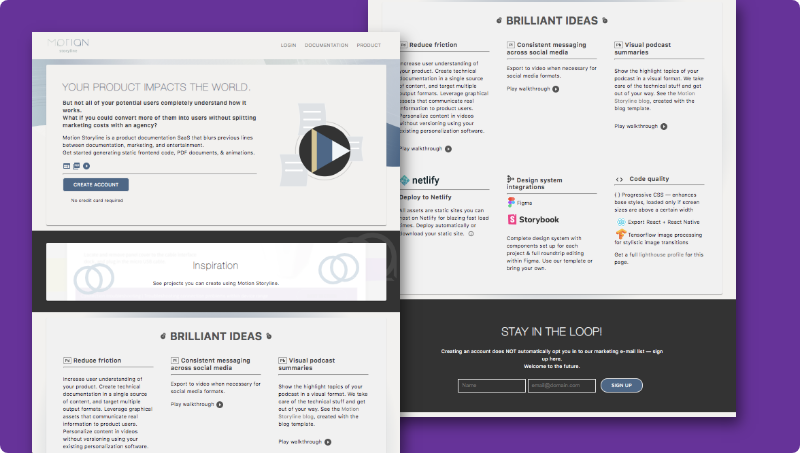 MOTION
storyline
LOGIN DOCUMENTATION PRODUCT
YOUR PRODUCT IMPACTS THE WORLD.
But not all of your potential users completely understand how it
works.
What if you could convert more of them into users without splitting
marketing costs with an agency?
Motion Storyline is a product documentation SaaS that blurs previous lines
between documentation, marketing, and entertainment.
Get started generating static frontend code, PDF documents, & animations.
CREATE ACCOUNT
No credit card required
Inspiration
See projects you can create using Motion Storyline.
BRILLIANT IDEAS
Reduce friction
Increase user understanding of
your product. Create technical
documentation in a single source
of content, and target multiple
output formats. Leverage graphical
assets that communicate real
information to product users.
Personalize content in videos
without versioning using your
existing personalization software.
Consistent messaging
across social media
Export to video when necessary for
social media formats.
Play walkthrough
Visual podcast
summaries
Show the highlight topics of your
podcast in a visual format. We take
care of the technical stuff and get
out of your way. See the Motion
Storyline blog, created with the
blog template.
Play walkthrough
BRILLIANT IDEAS
Reduce friction
increase user understanding of
your product. Create technical
documentation in a single source
of content, and target multiple
output formats. Leverage graphical
assets that communicate real
information to product users.
Personalize content in videos
without versioning using your
existing personalization software.
Play walkthrough
Consistent messaging
across social media
Export to video when necessary for
social media formats.
Play walkthrough
Visual podcast
summaries
Show the highlight topics of your
podcast in a visual format. We take
care of the technical stuff and get
out of your way. See the Motion
Storyline blog, created with the
blog template.
Play walkthrough
netlify
Deploy to Netlify
All assets are static sites you can
host on Netlify for blazing fast load
times. Deploy automatically or
download your static site.
Design system
integrations
Figma
Storybook
Complete design system with
components set up for each
project & full roundtrip editing
within Figma. Use our template or
bring your own.
Code quality
{ } Progressive CSS — enhances
base styles, loaded only if screen
sizes are above a certain width
Export React + React Native
Tensorflow image processing
for stylistic image transitions
Get a full lighthouse profile for this
page.
STAY IN THE LOOP!
Creating an account does NOT automatically opt you in to our marketing e-mail list — sign
up here.
Welcome to the future.
Name
email@domain.com
SIGN UP